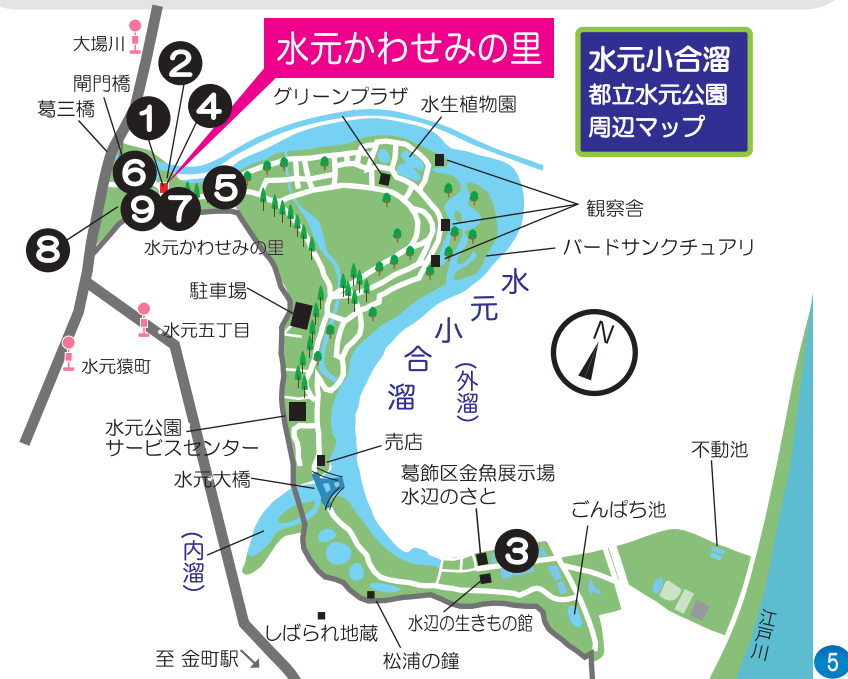 水元かわせみの里
水元小合溜
都立水元公園
周辺マップ
大場川
②
閘門橋
葛三橋
④
①
グリーンプラザ
水生植物園
⑥
⑤
⑨
⑦
⑧
観察舎
水元かわせみの里
バードサンクチュアリ
駐車場
水元小合溜
(外溜)
N
水元五丁目
水元猿町
水元公園
サービスセンター
売店
水元大橋
葛飾区金魚展示場
水辺のさと
不動池
ごんぱち池
(内溜)
③
しばられ地蔵
水辺の生きもの館
松浦の鐘
至 金町駅
江戸川
5